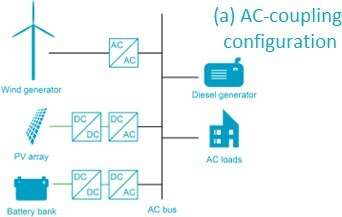 (a) AC-coupling
configuration
AC
AC
Wind generator
Diesel generator
DC
DC
DC
AC
PV array
AC loads
DC
DC
DC
AC
Battery bank
AC bus